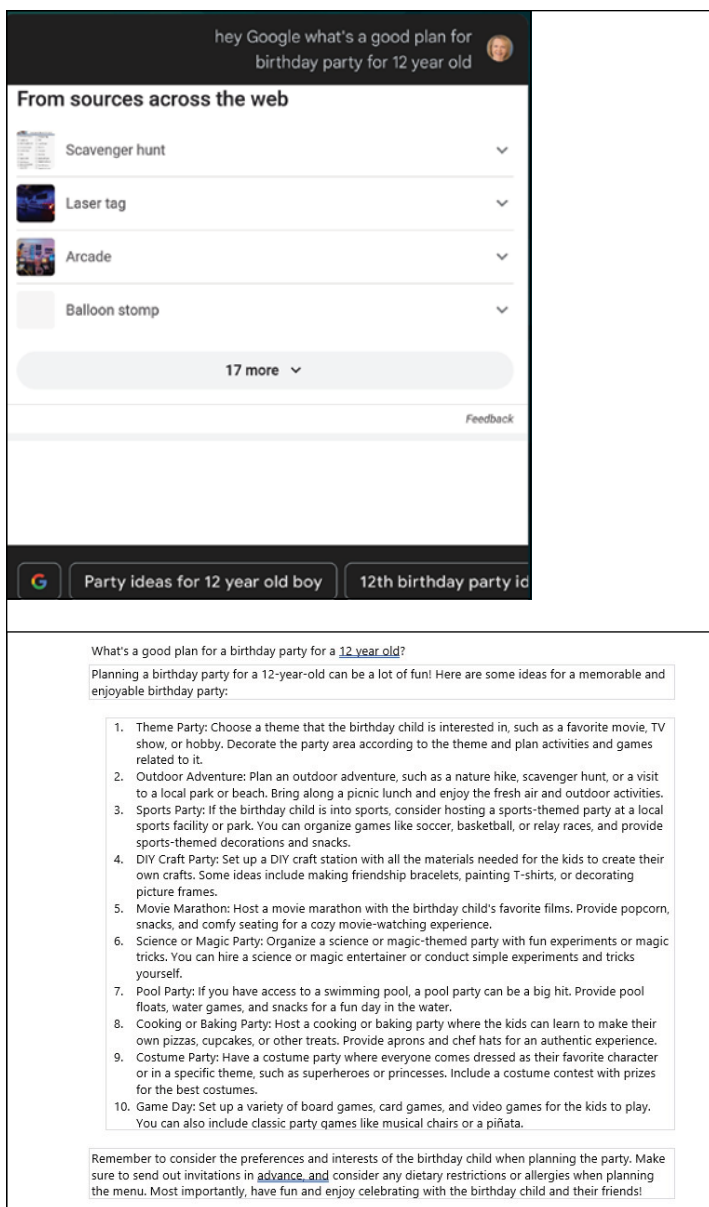 hey Google what's a good plan for
birthday party for 12 year old
From sources across the web
Scavenger hunt
Laser tag
Arcade
Balloon stomp
17 more
Feedback
Party ideas for 12 year old boy
12th birthday party id
What's a good plan for a birthday party for a 12 year old?
Planning a birthday party for a 12-year-old can be a lot of fun! Here are some ideas for a memorable and
enjoyable birthday party:
1. Theme Party: Choose a theme that the birthday child is interested in, such as a favorite movie, TV
show, or hobby. Decorate the party area according to the theme and plan activities and games
related to it.
2. Outdoor Adventure: Plan an outdoor adventure, such as a nature hike, scavenger hunt, or a visit
to a local park or beach. Bring along a picnic lunch and enjoy the fresh air and outdoor activities.
3. Sports Party: If the birthday child is into sports, consider hosting a sports-themed party at a local
sports facility or park. You can organize games like soccer, basketball, or relay races, and provide
sports-themed decorations and snacks.
4. DIY Craft Party: Set up a DIY craft station with all the materials needed for the kids to create their
own crafts. Some ideas include making friendship bracelets, painting T-shirts, or decorating
picture frames.
5. Movie Marathon: Host a movie marathon with the birthday child's favorite films. Provide popcorn,
snacks, and comfy seating for a cozy movie-watching experience.
6. Science or Magic Party: Organize a science or magic-themed party with fun experiments or magic
tricks. You can hire a science or magic entertainer or conduct simple experiments and tricks
yourself.
7. Pool Party: If you have access to a swimming pool, a pool party can be a big hit. Provide pool
floats, water games, and snacks for a fun day in the water.
8. Cooking or Baking Party: Host a cooking or baking party where the kids can learn to make their
own pizzas, cupcakes, or other treats. Provide aprons and chef hats for an authentic experience.
9. Costume Party: Have a costume party where everyone comes dressed as their favorite character
or in a specific theme, such as superheroes or princesses. Include a costume contest with prizes
for the best costumes.
10. Game Day: Set up a variety of board games, card games, and video games for the kids to play.
You can also include classic party games like musical chairs or a piñata.
Remember to consider the preferences and interests of the birthday child when planning the party. Make
sure to send out invitations in advance, and consider any dietary restrictions or allergies when planning
the menu. Most importantly, have fun and enjoy celebrating with the birthday child and their friends!